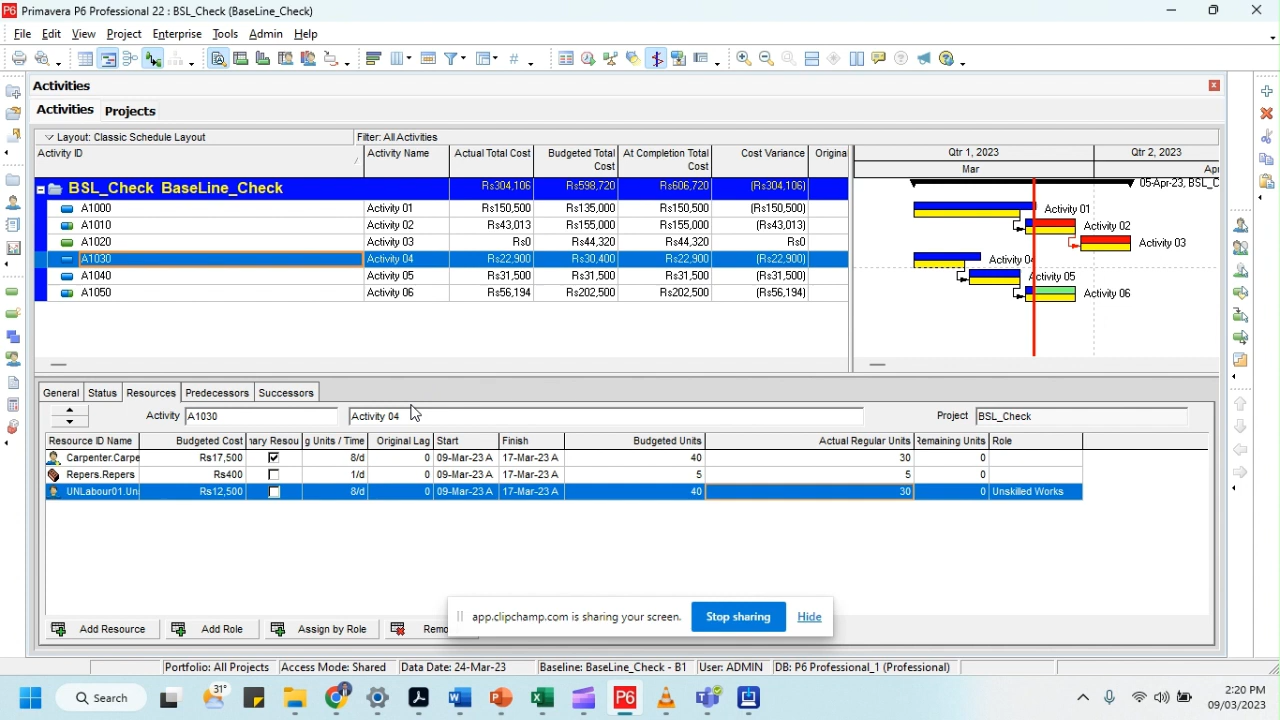 Primavera P6 Professional 22 : BSL_Check (BaseLine_Check)
File Edit View Project Enterprise Tools Admin Help
Activities
Activities Projects
Layout: Classic Schedule Layout Filter: All Activities
Activity ID Activity Name Actual Total Cost Budgeted Total Cost At Completion Total Cost Cost Variance Origina
Qtr 1, 2023 Qtr 2, 2023
Mar Apr
BSL_Check BaseLine_Check Rs304,106 Rs598,720 Rs606,720 (Rs304,106) 05-Apr-23, BSL_C
A1000 Activity 01 Rs150,500 Rs135,000 Rs150,500 (Rs150,500) Activity 01
A1010 Activity 02 Rs43,013 Rs155,000 Rs155,000 (Rs43,013) Activity 02
A1020 Activity 03 Rs0 Rs44,320 Rs44,320 Rs0 Activity 03
A1030 Activity 04 Rs22,900 Rs30,400 Rs22,900 (Rs22,900) Activity 04
A1040 Activity 05 Rs31,500 Rs31,500 Rs31,500 (Rs31,500) Activity 05
A1050 Activity 06 Rs56,194 Rs202,500 Rs202,500 (Rs56,194) Activity 06
General Status Resources Predecessors Successors
Activity A1030 Activity 04 Project BSL_Check
Resource ID Name Budgeted Cost nary Resou g Units / Time Original Lag Start Finish Budgeted Units Actual Regular Units Remaining Units Role
Carpenter.Carpe Rs17,500 8/d 0 09-Mar-23 A 17-Mar-23 A 40 30 0
Repers.Repers Rs400 1/d 0 09-Mar-23 A 17-Mar-23 A 5 5 0
UNLabour01.Un Rs12,500 8/d 0 09-Mar-23 A 17-Mar-23 A 40 30 0 Unskilled Works
app.clipchamp.com is sharing your screen. Stop sharing Hide
Add Resource Add Role Assign by Role Remo
Portfolio: All Projects Access Mode: Shared Data Date: 24-Mar-23 Baseline: BaseLine_Check - B1 User: ADMIN DB: P6 Professional_1 (Professional)
Search 31° 2:20 PM
09/03/2023